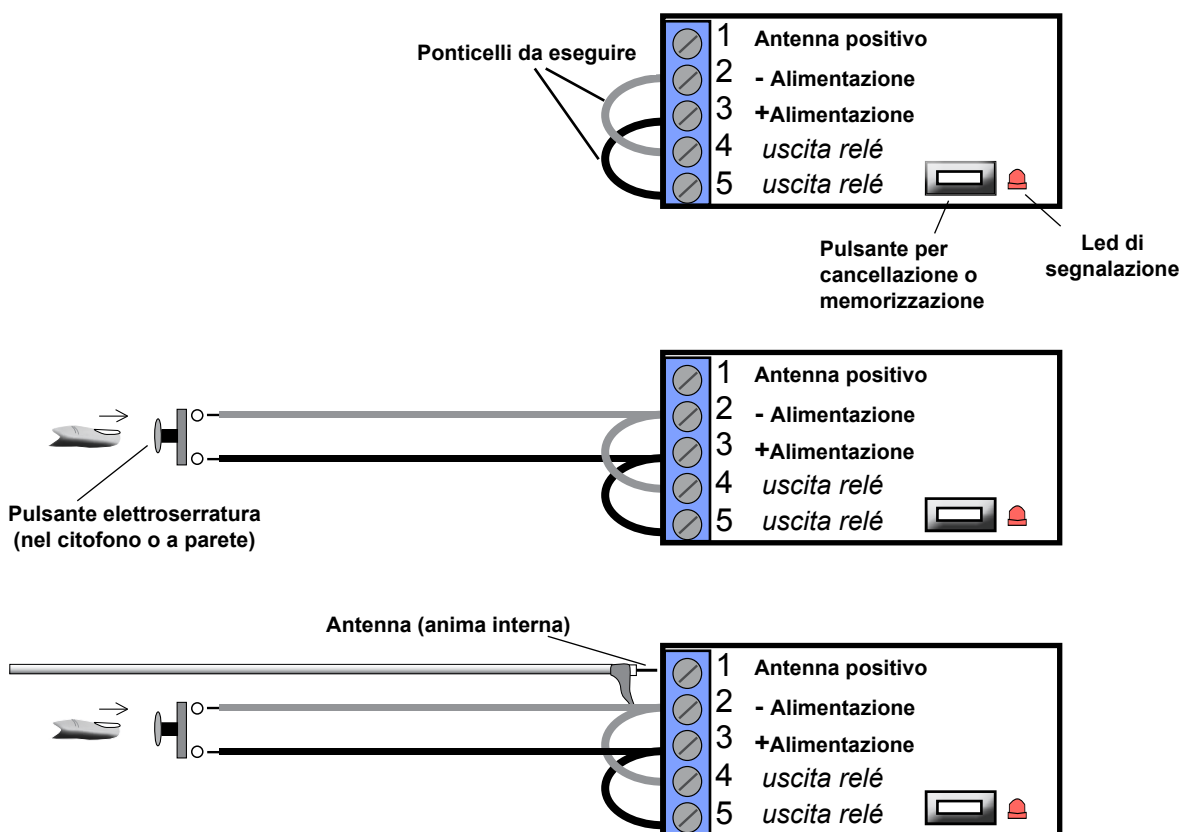 Ponticelli da eseguire
1 Antenna positivo
2 - Alimentazione
3 +Alimentazione
4 uscita relé
5 uscita relé
Pulsante per
cancellazione o
memorizzazione
Led di
segnalazione
1 Antenna positivo
2 - Alimentazione
3 +Alimentazione
4 uscita relé
5 uscita relé
Pulsante elettroserratura
(nel citofono o a parete)
Antenna (anima interna)
1 Antenna positivo
2 - Alimentazione
3 +Alimentazione
4 uscita relé
5 uscita relé